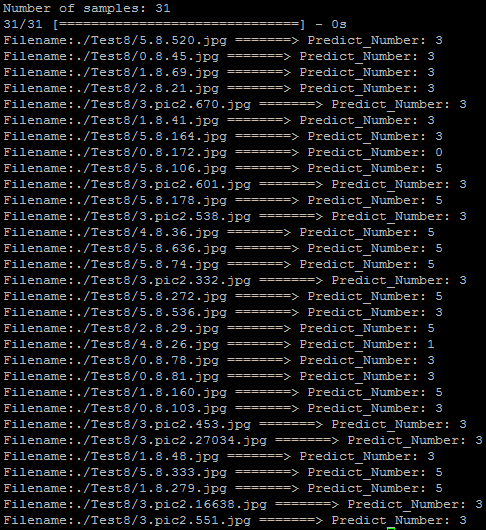 Number of samples: 31
31/31 [==============================] - 0s
Filename:./Test8/5.8.520.jpg =======> Predict_Number: 3
Filename:./Test8/0.8.45.jpg =======> Predict_Number: 3
Filename:./Test8/1.8.69.jpg =======> Predict_Number: 3
Filename:./Test8/2.8.21.jpg =======> Predict_Number: 3
Filename:./Test8/3.pic2.670.jpg =======> Predict_Number: 3
Filename:./Test8/1.8.41.jpg =======> Predict_Number: 3
Filename:./Test8/5.8.164.jpg =======> Predict_Number: 3
Filename:./Test8/0.8.172.jpg =======> Predict_Number: 0
Filename:./Test8/5.8.106.jpg =======> Predict_Number: 5
Filename:./Test8/3.pic2.601.jpg =======> Predict_Number: 3
Filename:./Test8/5.8.178.jpg =======> Predict_Number: 5
Filename:./Test8/3.pic2.538.jpg =======> Predict_Number: 3
Filename:./Test8/4.8.36.jpg =======> Predict_Number: 5
Filename:./Test8/5.8.636.jpg =======> Predict_Number: 5
Filename:./Test8/5.8.74.jpg =======> Predict_Number: 5
Filename:./Test8/3.pic2.332.jpg =======> Predict_Number: 3
Filename:./Test8/5.8.272.jpg =======> Predict_Number: 5
Filename:./Test8/5.8.536.jpg =======> Predict_Number: 3
Filename:./Test8/2.8.29.jpg =======> Predict_Number: 5
Filename:./Test8/4.8.26.jpg =======> Predict_Number: 1
Filename:./Test8/0.8.78.jpg =======> Predict_Number: 3
Filename:./Test8/0.8.81.jpg =======> Predict_Number: 3
Filename:./Test8/1.8.160.jpg =======> Predict_Number: 5
Filename:./Test8/0.8.103.jpg =======> Predict_Number: 3
Filename:./Test8/3.pic2.453.jpg =======> Predict_Number: 3
Filename:./Test8/3.pic2.27034.jpg =======> Predict_Number: 3
Filename:./Test8/1.8.48.jpg =======> Predict_Number: 3
Filename:./Test8/5.8.333.jpg =======> Predict_Number: 5
Filename:./Test8/1.8.279.jpg =======> Predict_Number: 5
Filename:./Test8/3.pic2.16638.jpg =======> Predict_Number: 3
Filename:./Test8/3.pic2.551.jpg =======> Predict_Number: 3